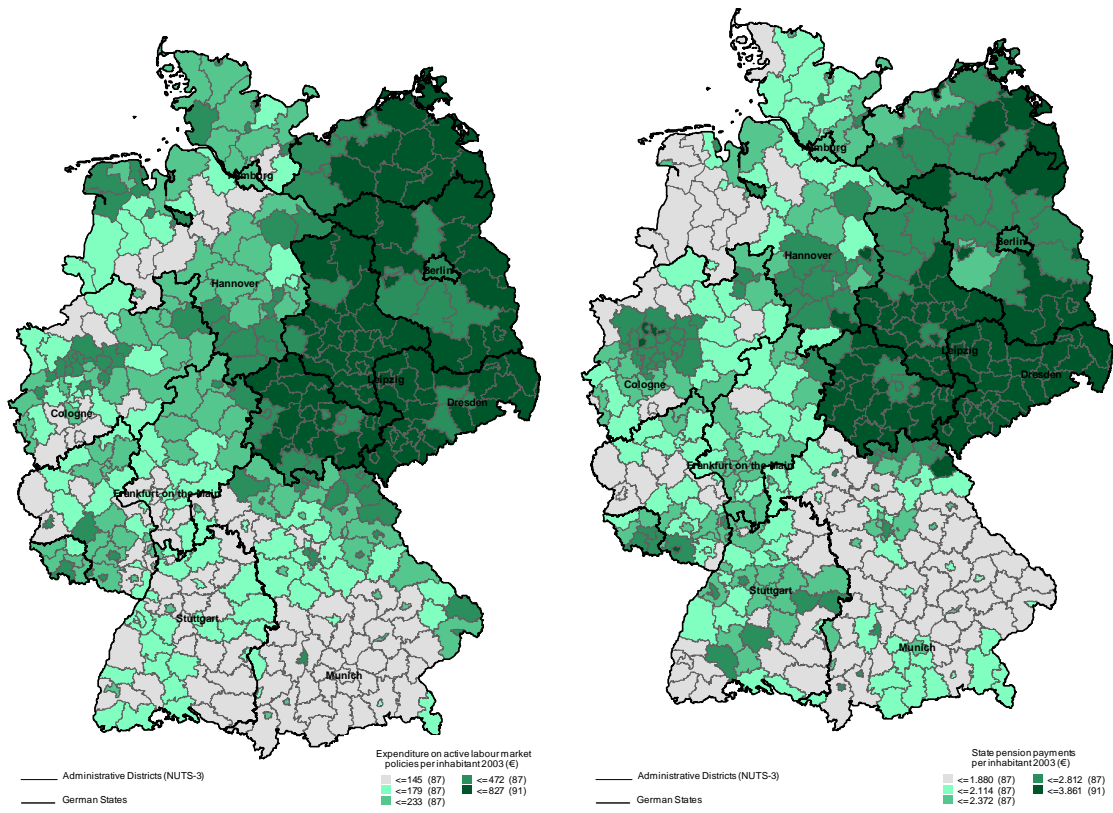 Hamburg
Hannover
Berlin
Leipzig
Dresden
Cologne
Frankfurt on the Main
Stuttgart
Munich
Expenditure on active labour market
policies per inhabitant 2003 (€)
<=145 (87)
<=179 (87)
<=233 (87)
<=472 (87)
<=827 (91)
Administrative Districts (NUTS-3)
German States
Hamburg
Hannover
Berlin
Leipzig
Dresden
Cologne
Frankfurt on the Main
Stuttgart
Munich
State pension payments
per inhabitant 2003 (€)
<=1.880 (87)
<=2.114 (87)
<=2.372 (87)
<=2.812 (87)
<=3.861 (91)
Administrative Districts (NUTS-3)
German States